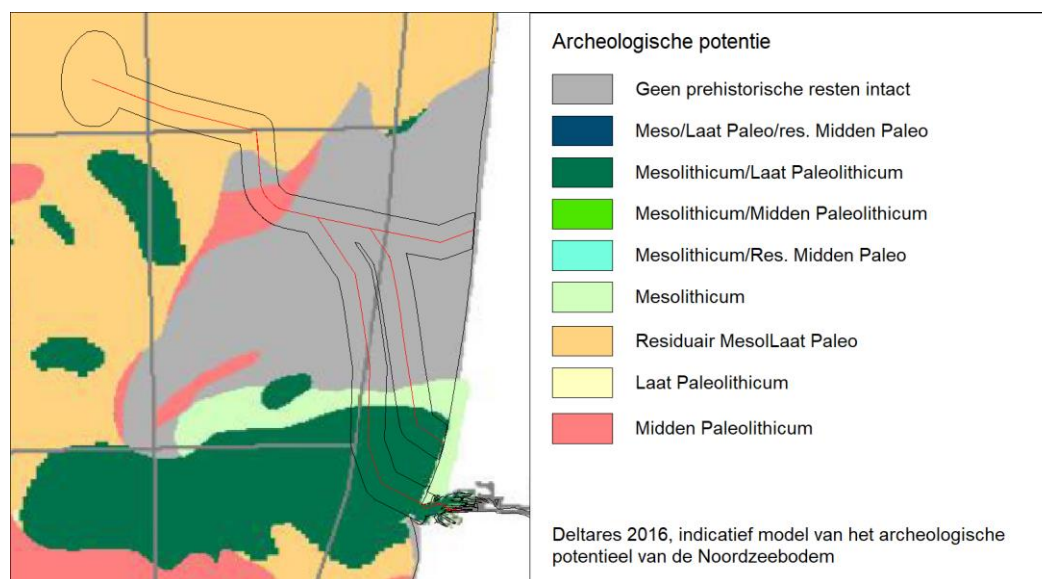 Archeologische potentie
Geen prehistorische resten intact
Meso/Laat Paleo/res. Midden Paleo
Mesolithicum/Laat Paleolithicum
Mesolithicum/Midden Paleolithicum
Mesolithicum/Res. Midden Paleo
Mesolithicum
Residuair MesolLaat Paleo
Laat Paleolithicum
Midden Paleolithicum
Deltares 2016, indicatief model van het archeologische
potentieel van de Noordzeebodem